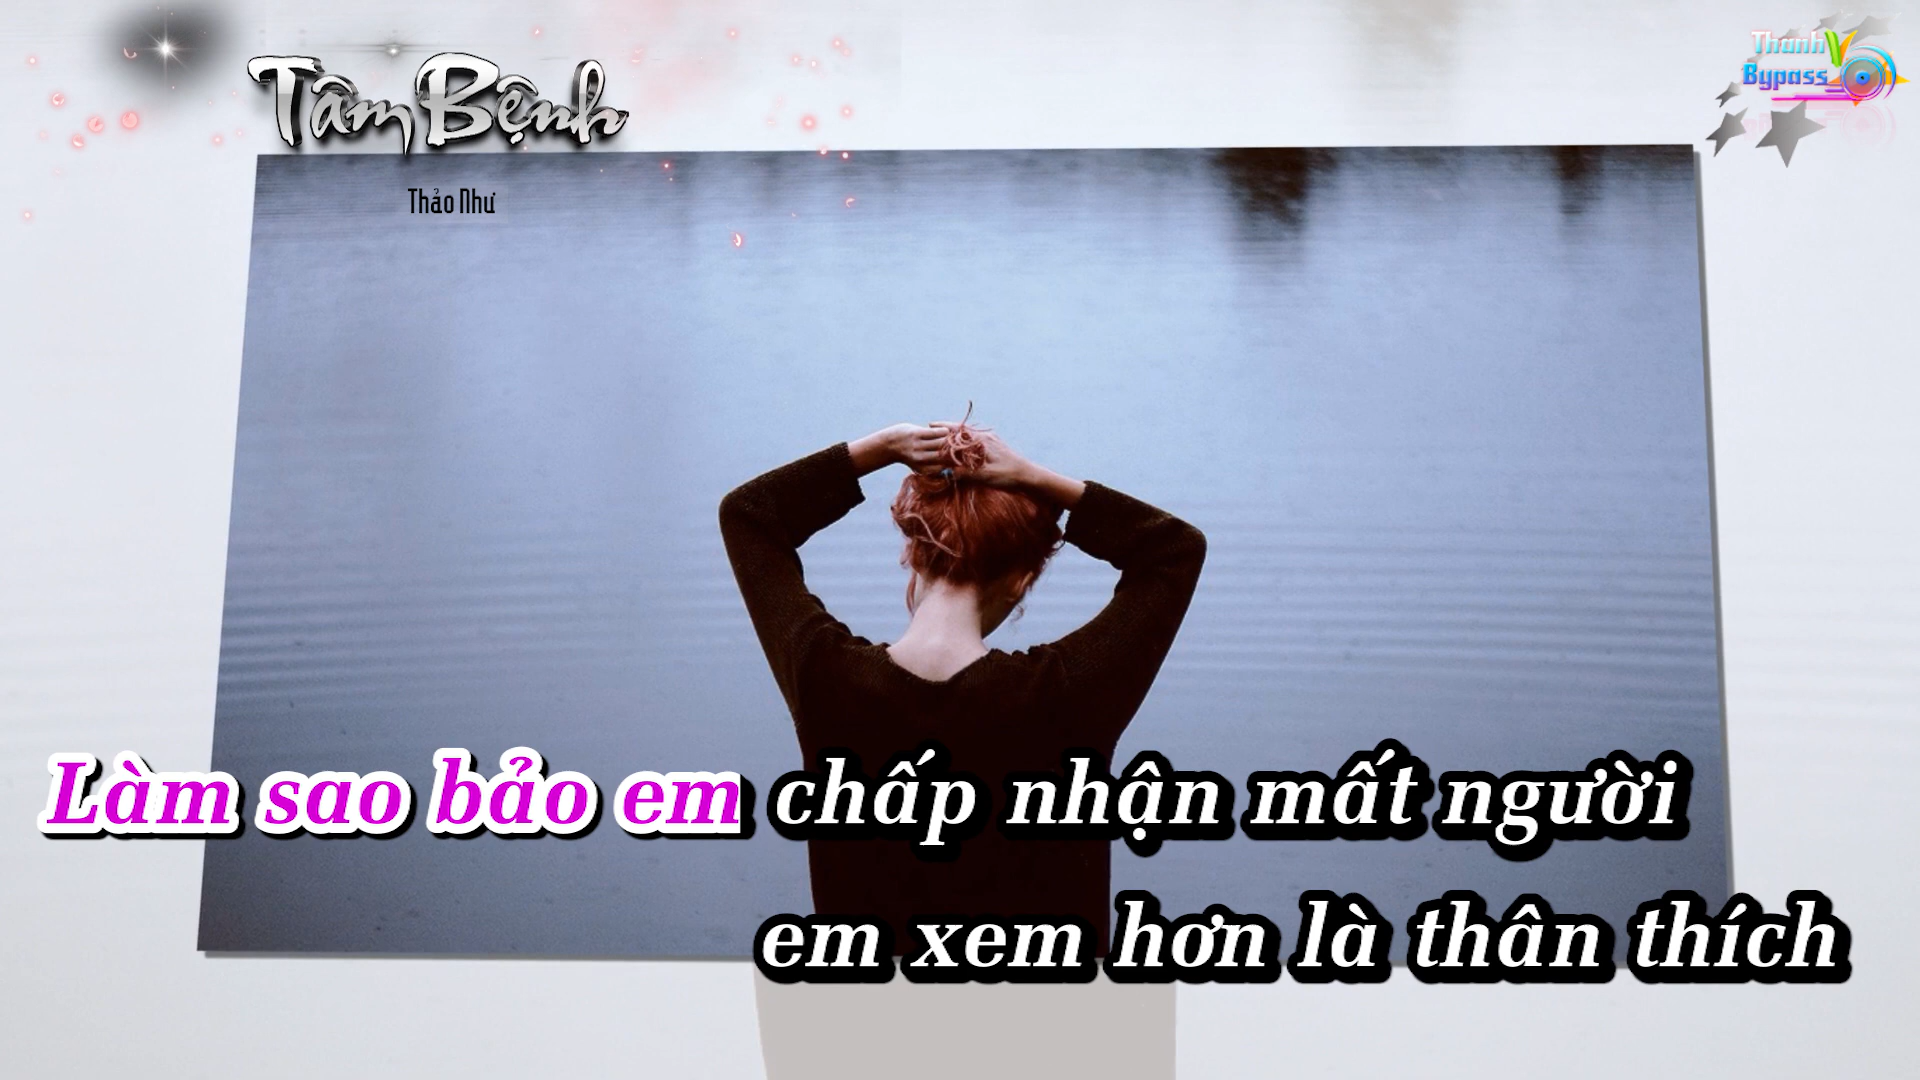 Tâm Bệnh
Thanh V
Bypass
Thảo Như
Làm sao bảo em chấp nhận mất người
em xem hơn là thân thích